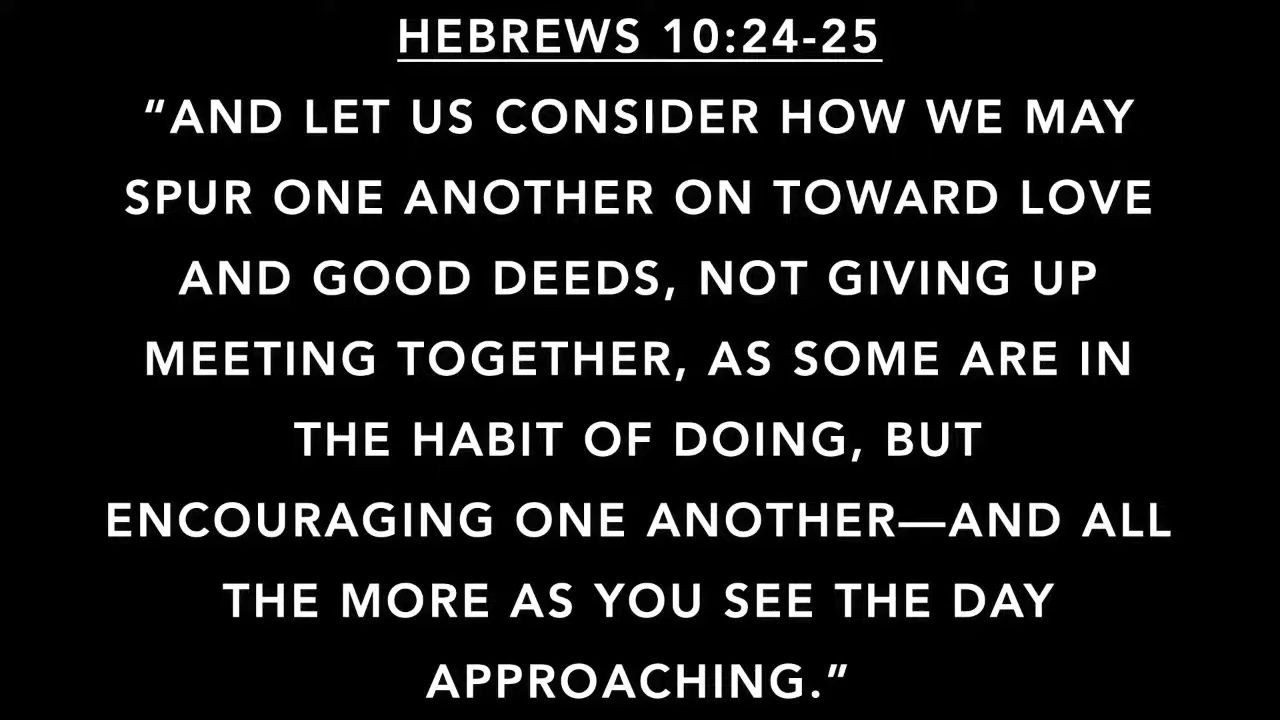 HEBREWS 10:24-25
“AND LET US CONSIDER HOW WE MAY
SPUR ONE ANOTHER ON TOWARD LOVE
AND GOOD DEEDS, NOT GIVING UP
MEETING TOGETHER, AS SOME ARE IN
THE HABIT OF DOING, BUT
ENCOURAGING ONE ANOTHER—AND ALL
THE MORE AS YOU SEE THE DAY
APPROACHING.”